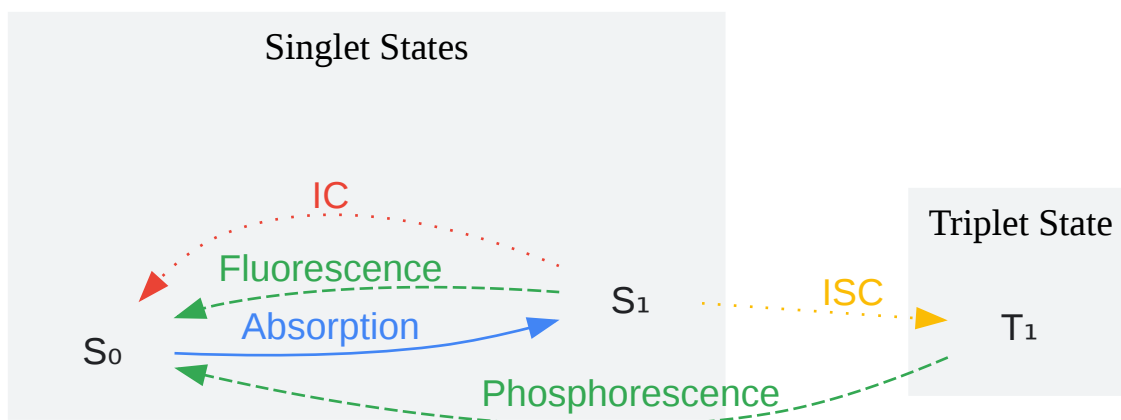 Singlet States
IC
Triplet State
Fluorescence
S₁
ISC
Absorption
T₁
S₀
Phosphorescence